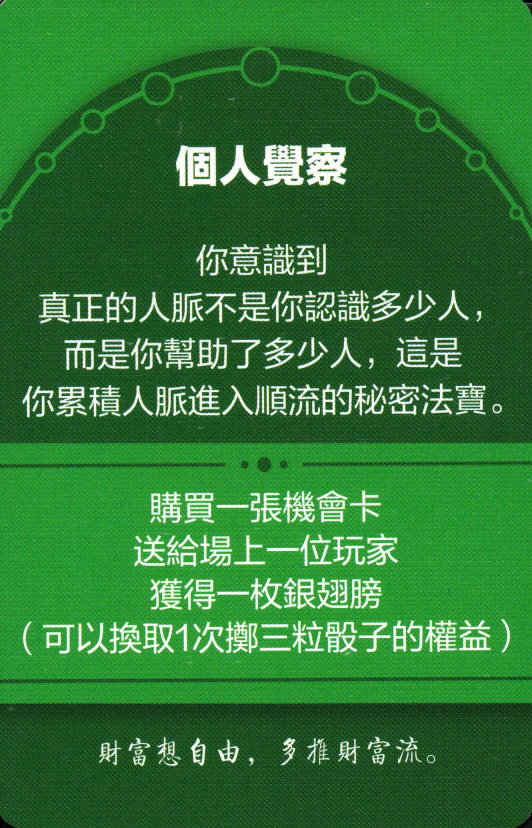 個人覺察
你意識到
真正的人脈不是你認識多少人，
而是你幫助了多少人，這是
你累積人脈進入順流的秘密法寶。
購買一張機會卡
送給場上一位玩家
獲得一枚銀翅膀
（可以換取1次擲三粒骰子的權益）
財富想自由，多推財富流。